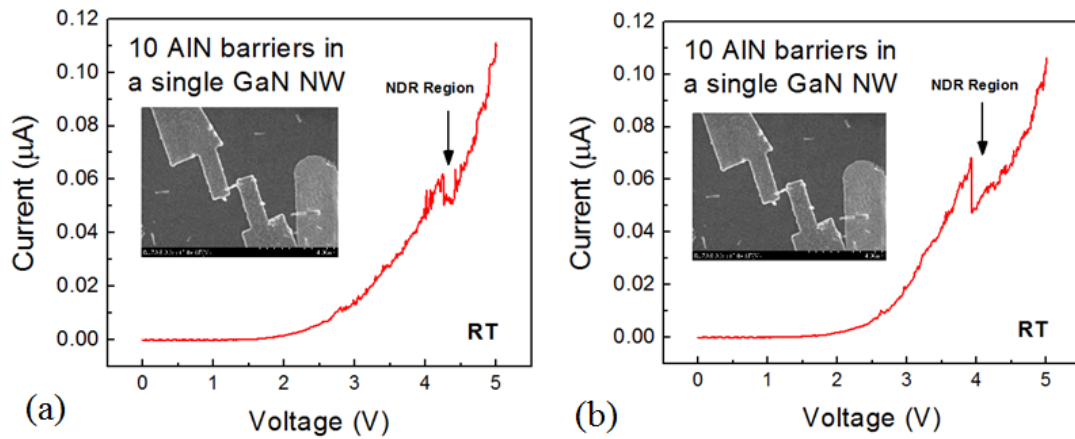 0.12
0.10
0.08
0.06
0.04
0.02
0.00
Current (μA)
10 AlN barriers in
a single GaN NW
NDR Region
RT
0 1 2 3 4 5
Voltage (V)
(a)
0.12
0.10
0.08
0.06
0.04
0.02
0.00
Current (μA)
10 AlN barriers in
a single GaN NW
NDR Region
RT
0 1 2 3 4 5
Voltage (V)
(b)